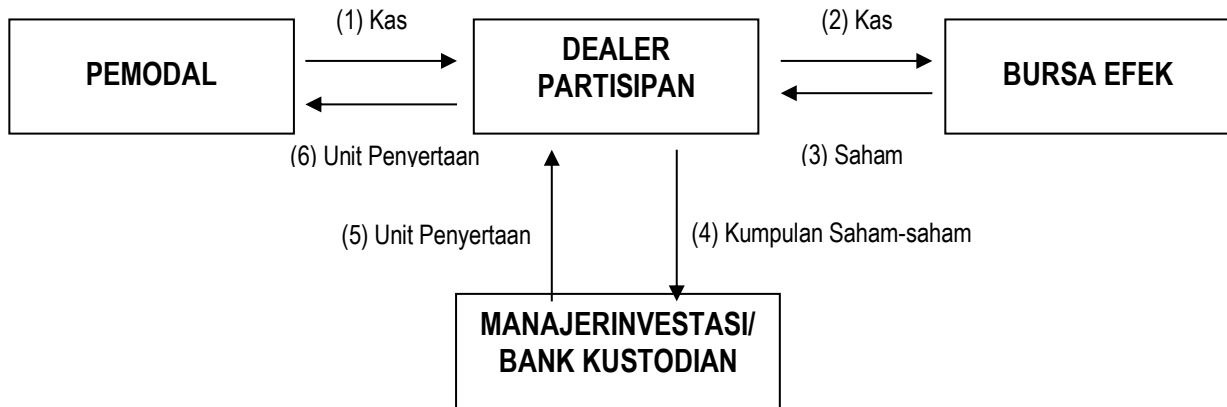 (1) Kas
(2) Kas
PEMODAL
DEALER
PARTISIPAN
BURSA EFEK
(6) Unit Penyertaan
(3) Saham
(5) Unit Penyertaan
(4) Kumpulan Saham-saham
MANAJERINVESTASI/
BANK KUSTODIAN